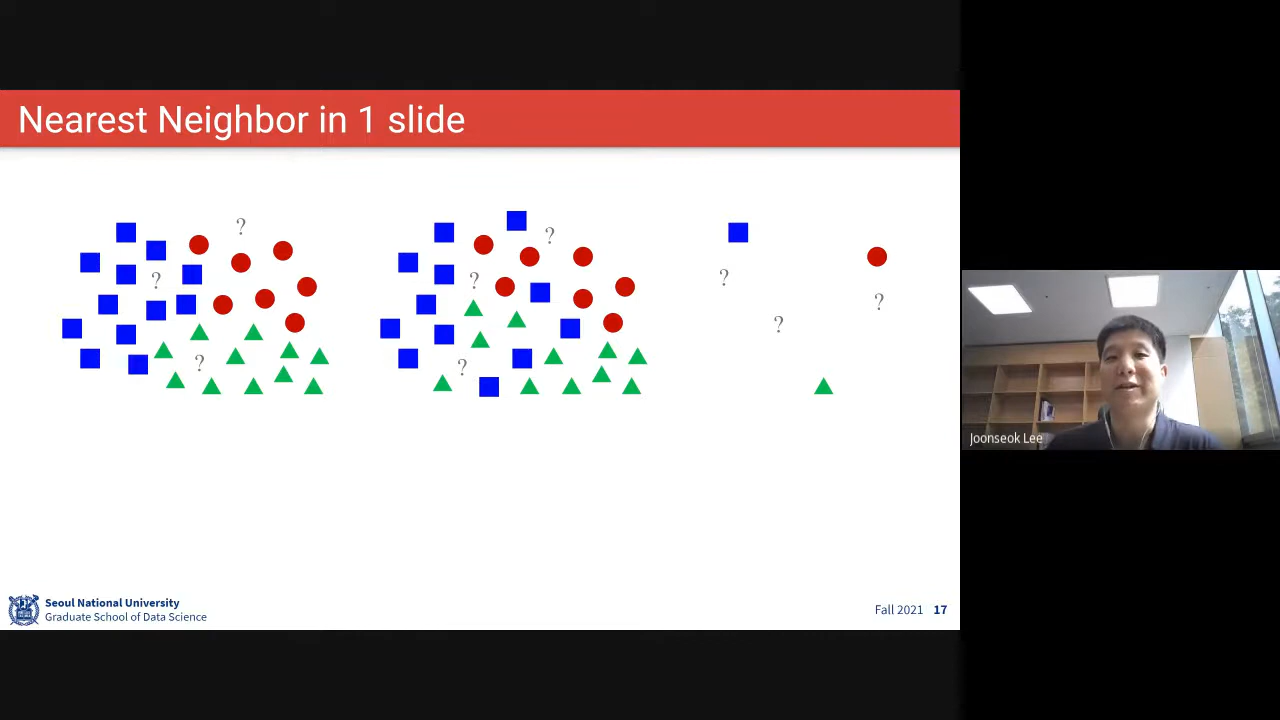 Nearest Neighbor in 1 slide
?
?
?
?
?
?
?
?
?
Joonseok Lee
Seoul National University
Graduate School of Data Science
Fall 2021 17